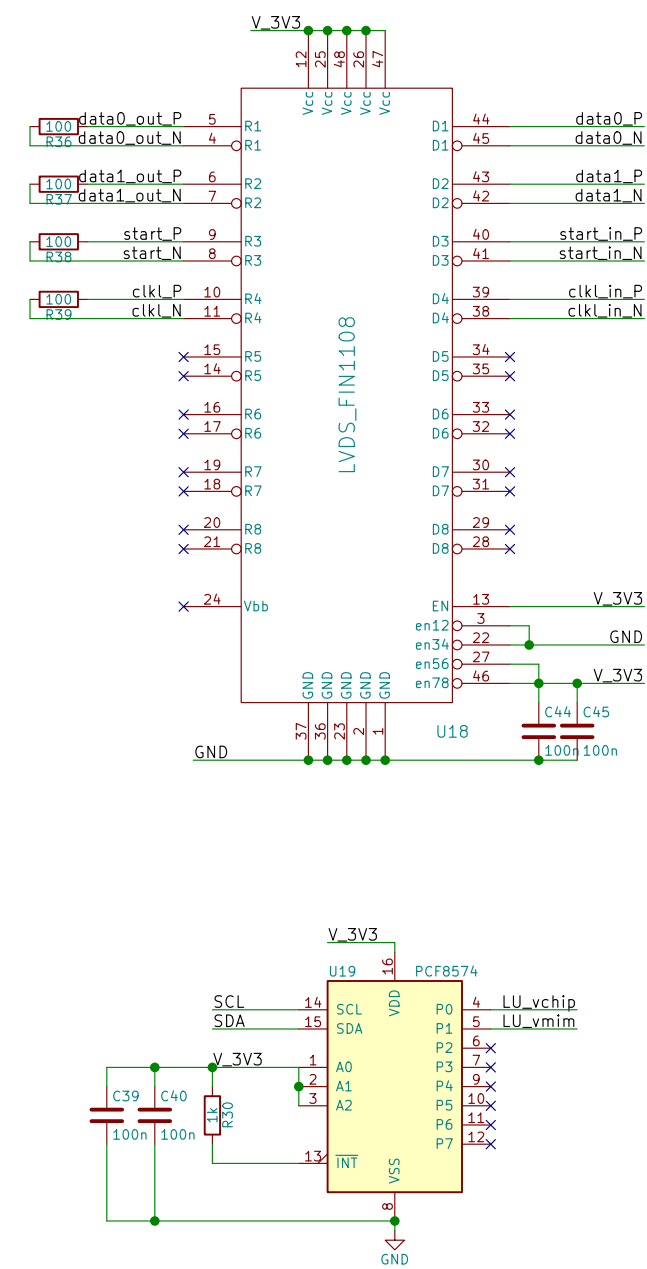 V_3V3
12 25 48 26 47
Vcc Vcc Vcc Vcc Vcc
100 data0_out_P 5 R1 D1 44 data0_P
R36 data0_out_N 4 R1 D1 45 data0_N
100 data1_out_P 6 R2 D2 43 data1_P
R37 data1_out_N 7 R2 D2 42 data1_N
100 start_P 9 R3 D3 40 start_in_P
R38 start_N 8 R3 D3 41 start_in_N
100 clkl_P 10 R4 D4 39 clkl_in_P
R39 clkl_N 11 R4 D4 38 clkl_in_N
LVDS_FIN1108
15 R5 D5 34
14 R5 D5 35
16 R6 D6 33
17 R6 D6 32
19 R7 D7 30
18 R7 D7 31
20 R8 D8 29
21 R8 D8 28
24 Vbb EN 13 V_3V3
en12 3
en34 22 GND
en56 27
en78 46 V_3V3
GND GND GND GND GND
37 36 23 2 1
U18
C44 C45
100n 100n
GND
V_3V3
16
U19 PCF8574
VDD
SCL 14 SCL P0 4 LU_vchip
SDA 15 SDA P1 5 LU_vmim
P2 6
V_3V3 1 A0 P3 7
2 A1 P4 9
C39 C40 3 A2 P5 10
1k R30
100n 100n P6 11
P7 12
13 INT
VSS
8
GND